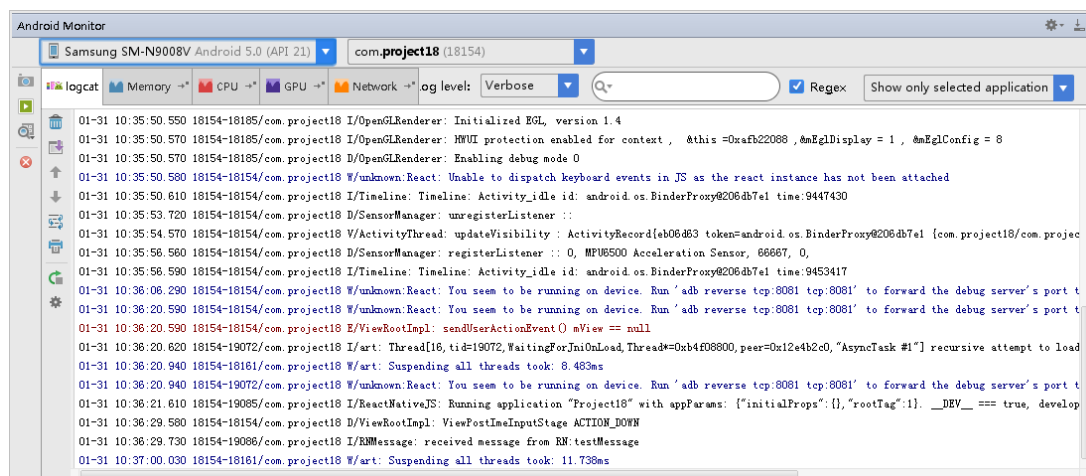 Android Monitor
Samsung SM-N9008V Android 5.0 (API 21)
com.project18 (18154)
logcat
Memory
CPU
GPU
Network
og level:
Verbose
Regex
Show only selected application
01-31 10:35:50.550 18154-18185/com.project18 I/OpenGLRenderer: Initialized EGL, version 1.4
01-31 10:35:50.570 18154-18185/com.project18 I/OpenGLRenderer: HWUI protection enabled for context , &this =0xafb22088 ,&mEglDisplay = 1 , &mEglConfig = 8
01-31 10:35:50.570 18154-18185/com.project18 D/OpenGLRenderer: Enabling debug mode 0
01-31 10:35:50.580 18154-18154/com.project18 W/unknown:React: Unable to dispatch keyboard events in JS as the react instance has not been attached
01-31 10:35:50.610 18154-18154/com.project18 I/Timeline: Timeline: Activity_idle id: android.os.BinderProxy@206db7e1 time:9447430
01-31 10:35:53.720 18154-18154/com.project18 D/SensorManager: unregisterListener ::
01-31 10:35:54.570 18154-18154/com.project18 V/ActivityThread: updateVisibility : ActivityRecord{eb06d63 token=android.os.BinderProxy@206db7e1 {com.project18/com.projec
01-31 10:35:56.560 18154-18154/com.project18 D/SensorManager: registerListener :: 0, MPU6500 Acceleration Sensor, 66667, 0,
01-31 10:35:56.590 18154-18154/com.project18 I/Timeline: Timeline: Activity_idle id: android.os.BinderProxy@206db7e1 time:9453417
01-31 10:36:06.290 18154-18154/com.project18 W/unknown:React: You seem to be running on device. Run 'adb reverse tcp:8081 tcp:8081' to forward the debug server's port t
01-31 10:36:20.590 18154-18154/com.project18 W/unknown:React: You seem to be running on device. Run 'adb reverse tcp:8081 tcp:8081' to forward the debug server's port t
01-31 10:36:20.590 18154-18154/com.project18 E/ViewRootImpl: sendUserActionEvent() mView == null
01-31 10:36:20.620 18154-19072/com.project18 I/art: Thread[16,tid=19072,WaitingForJniOnLoad,Thread*=0xb4f08800,peer=0x12e4b2c0,"AsyncTask #1"] recursive attempt to load
01-31 10:36:20.940 18154-18161/com.project18 W/art: Suspending all threads took: 8.483ms
01-31 10:36:20.940 18154-19072/com.project18 W/unknown:React: You seem to be running on device. Run 'adb reverse tcp:8081 tcp:8081' to forward the debug server's port t
01-31 10:36:21.610 18154-19085/com.project18 I/ReactNativeJS: Running application "Project18" with appParams: {"initialProps":{},"rootTag":1}. __DEV__ === true, develop
01-31 10:36:29.580 18154-18154/com.project18 D/ViewRootImpl: ViewPostImeInputStage ACTION_DOWN
01-31 10:36:29.730 18154-19086/com.project18 I/RNMessage: received message from RN:testMessage
01-31 10:37:00.030 18154-18161/com.project18 W/art: Suspending all threads took: 11.738ms